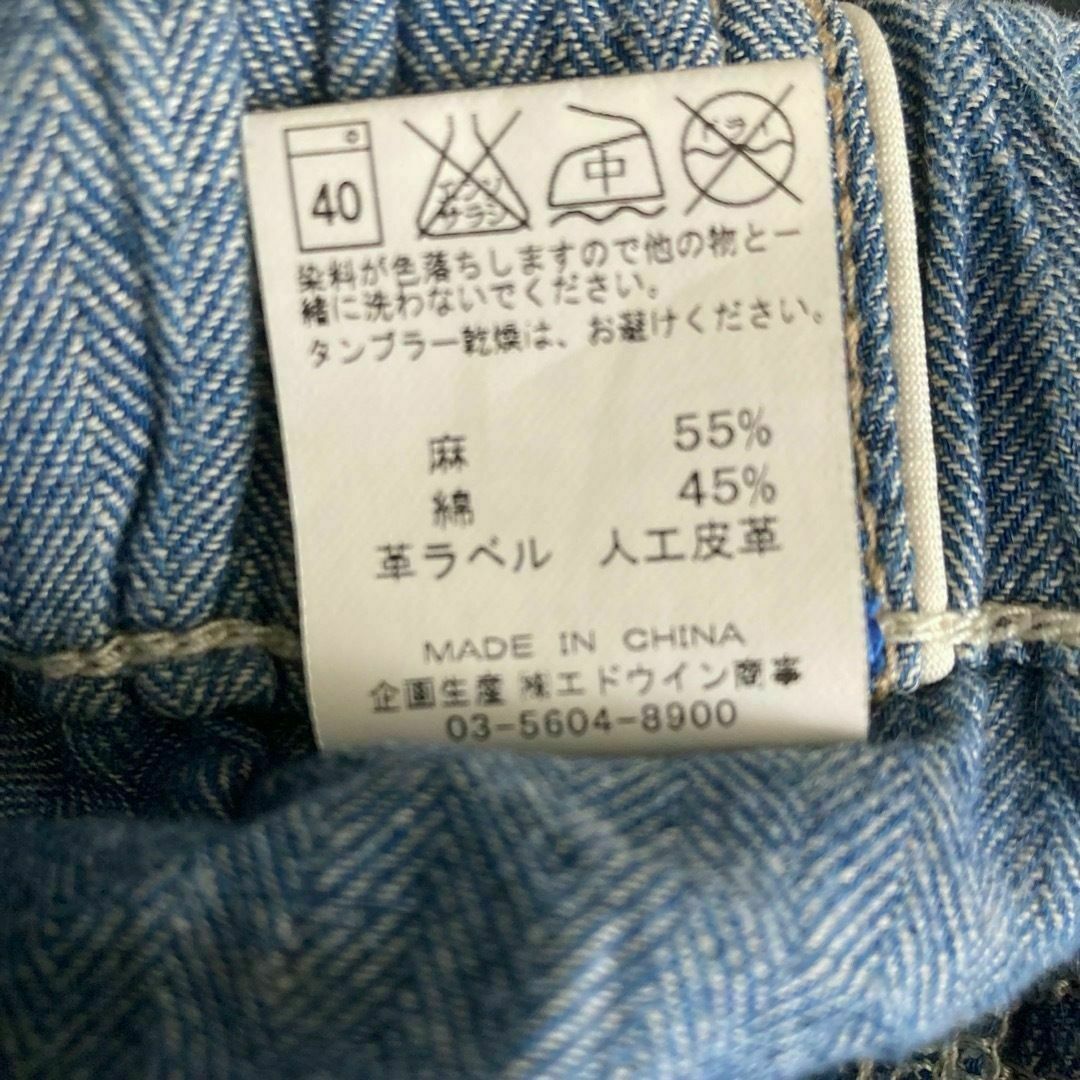 40 エンソサラシ 中 ドライ
染料が色落ちしますので他の物と一
緒に洗わないでください。
タンブラー乾燥は、お避けください。
麻 55%
綿 45%
革ラベル 人工皮革
MADE IN CHINA
企画生産 ㈱エドウイン商事
03-5604-8900